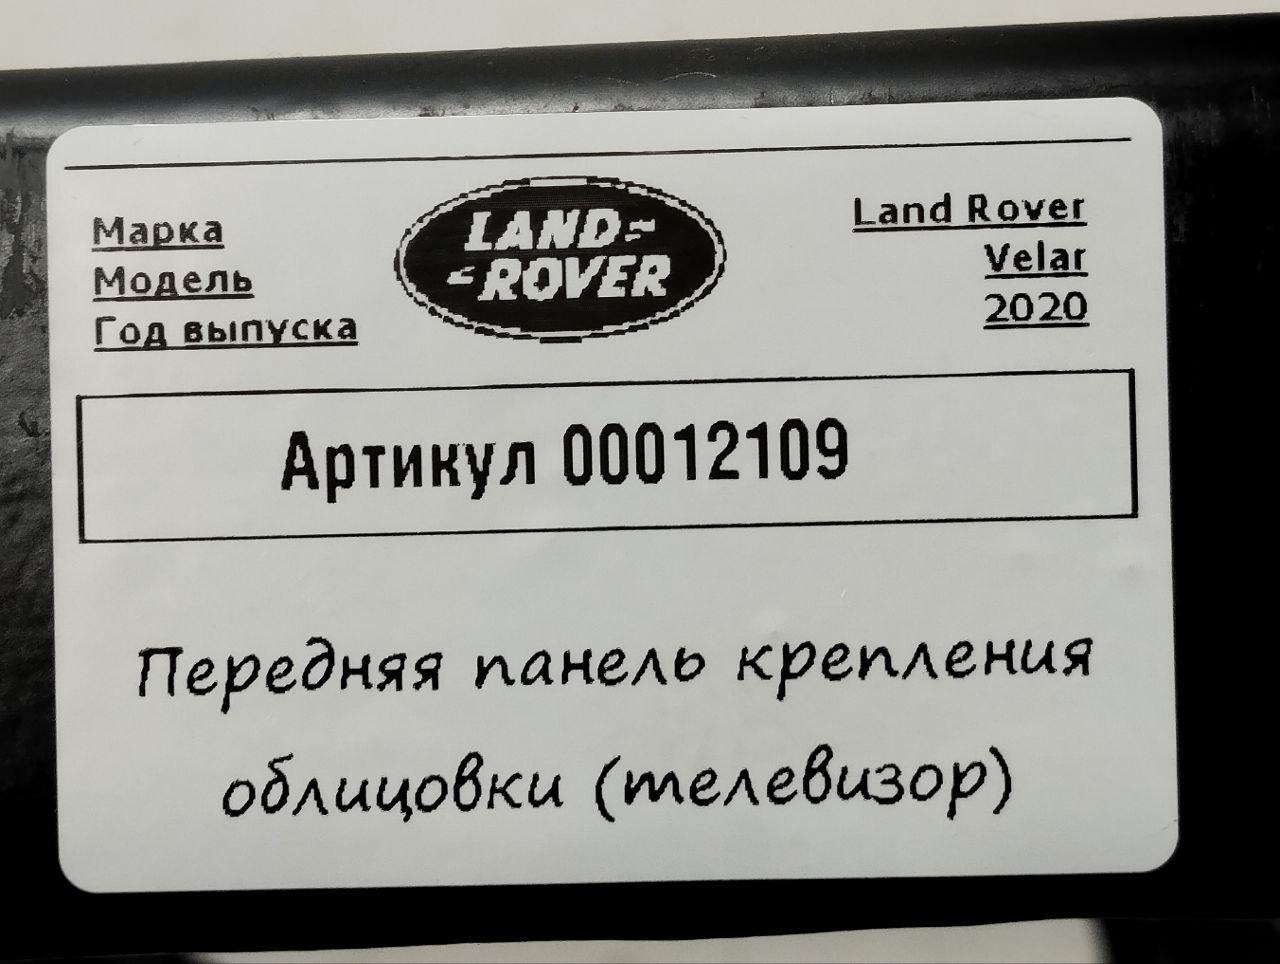 Марка Land Rover
Модель Velar
Год выпуска 2020
LAND-
-ROVER
Артикул 00012109
Передняя панель крепления
облицовки (телевизор)